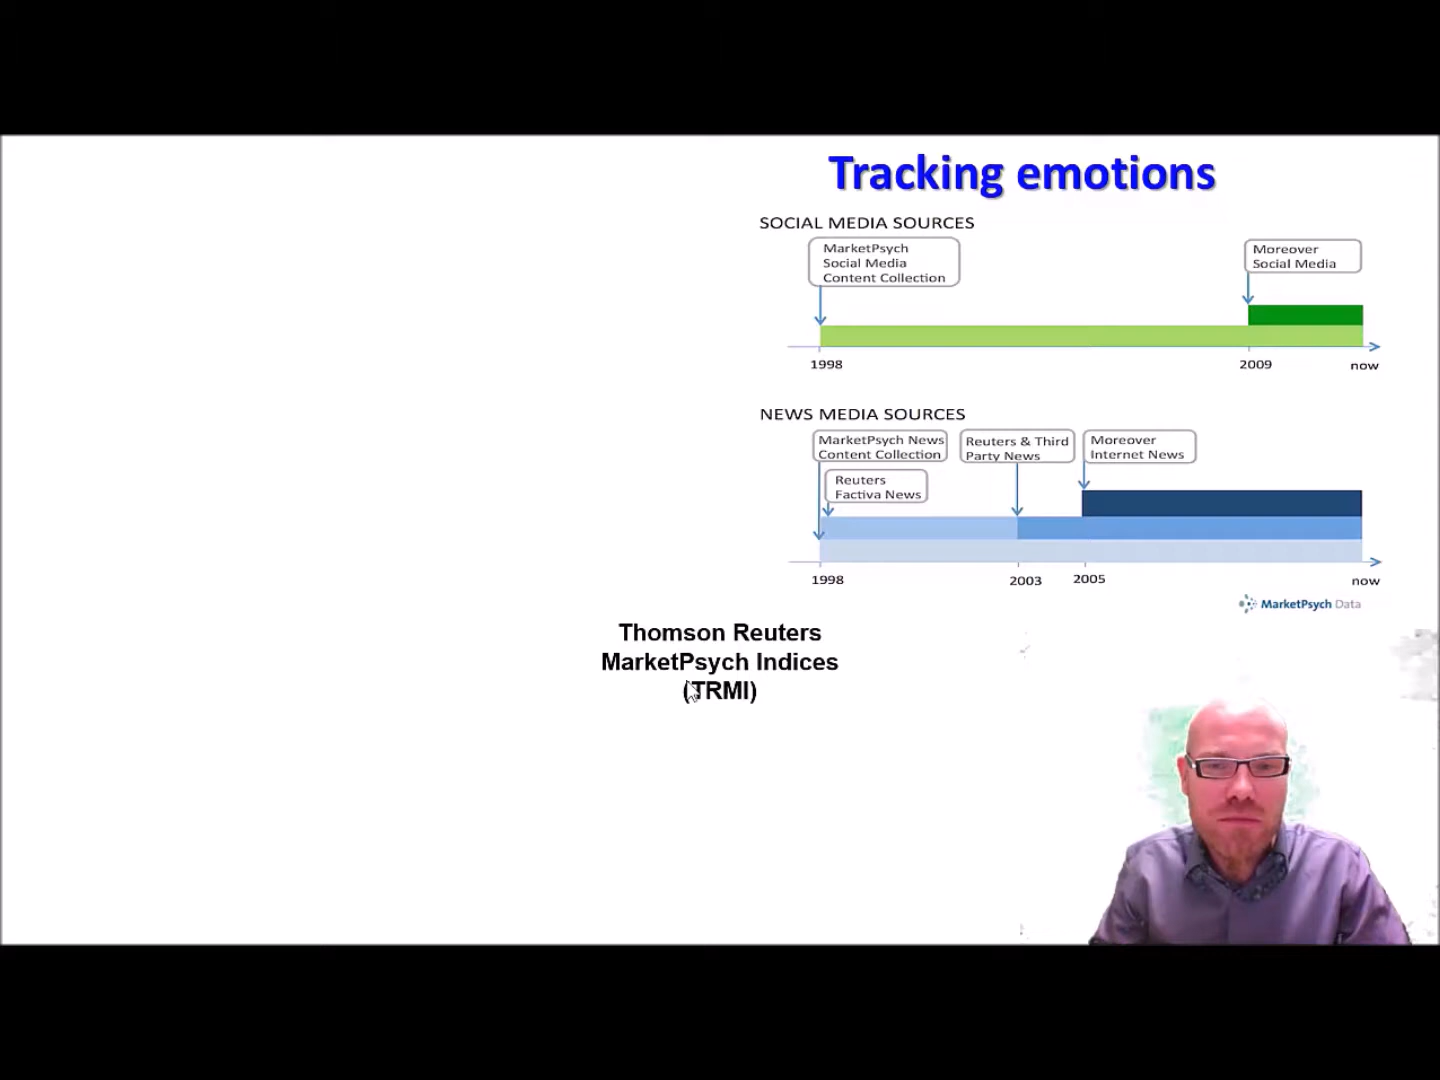 Tracking emotions
SOCIAL MEDIA SOURCES
MarketPsych
Social Media
Content Collection
Moreover
Social Media
1998
2009
now
NEWS MEDIA SOURCES
MarketPsych News
Content Collection
Reuters & Third
Party News
Moreover
Internet News
Reuters
Factiva News
1998
2003
2005
now
MarketPsych Data
Thomson Reuters
MarketPsych Indices
(TRMI)